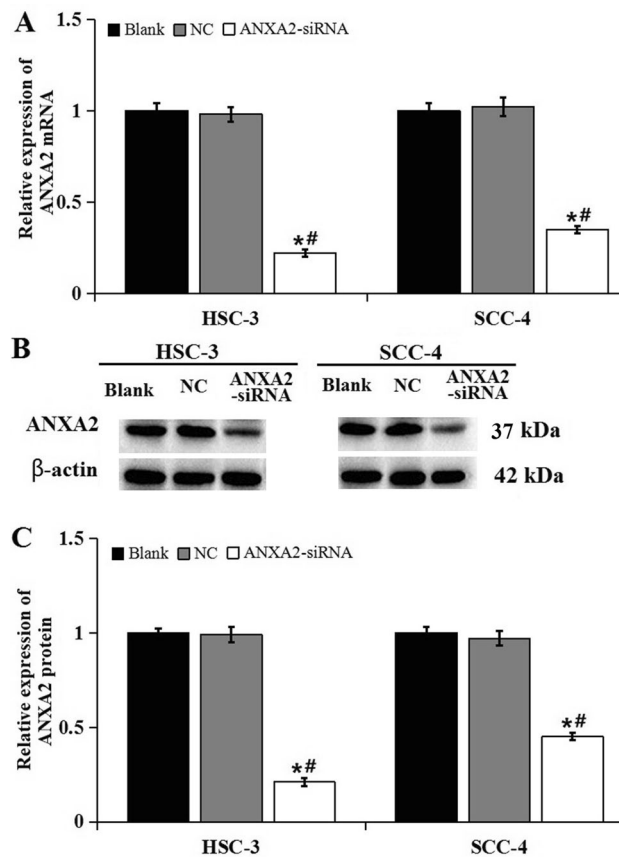 A
Blank NC ANXA2-siRNA
Relative expression of
ANXA2 mRNA
1.5
1
0.5
0
*#
*#
HSC-3 SCC-4
B
HSC-3 SCC-4
Blank NC ANXA2
-siRNA
Blank NC ANXA2
-siRNA
ANXA2 37 kDa
β-actin 42 kDa
C
Blank NC ANXA2-siRNA
Relative expression of
ANXA2 protein
1.5
1
0.5
0
*#
*#
HSC-3 SCC-4